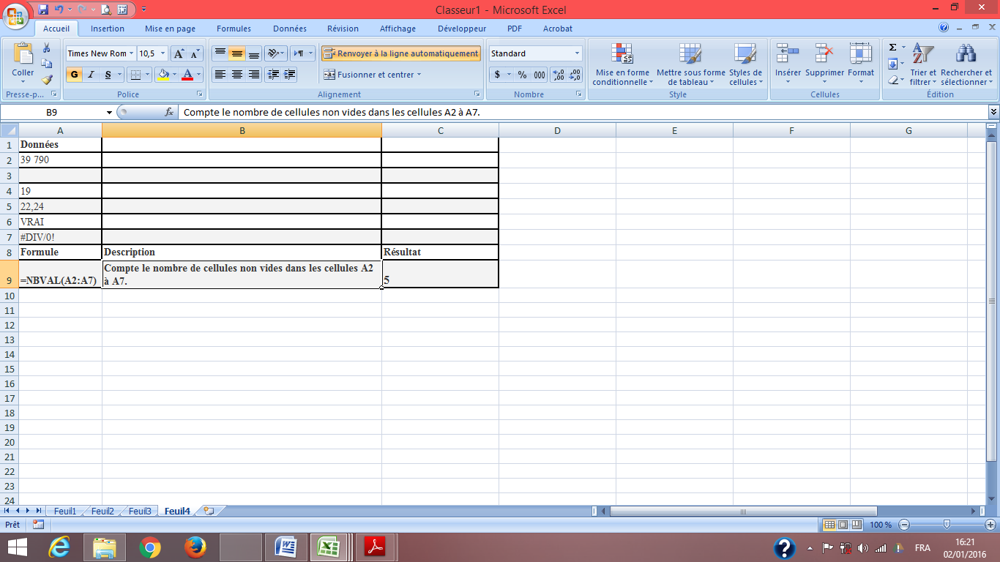 Classeur1 - Microsoft Excel
Accueil Insertion Mise en page Formules Données Révision Affichage Développeur PDF Acrobat
Coller
Times New Rom 10,5
Renvoyer à la ligne automatiquement
Standard
G I S
Fusionner et centrer
$ % 000
Mise en forme conditionnelle
Mettre sous forme de tableau
Styles de cellules
Insérer Supprimer Format
Σ
Trier et filtrer
Rechercher et sélectionner
Presse-p... Police Alignement Nombre Style Cellules Édition
B9 fx Compte le nombre de cellules non vides dans les cellules A2 à A7.
A B C D E F G
1 Données
2 39 790
3
4 19
5 22,24
6 VRAI
7 #DIV/0!
8 Formule Description Résultat
9 =NBVAL(A2:A7) Compte le nombre de cellules non vides dans les cellules A2 à A7. 5
10
11
12
13
14
15
16
17
18
19
20
21
22
23
24
Feuil1 Feuil2 Feuil3 Feuil4
Prêt 100 %
FRA 16:21
02/01/2016